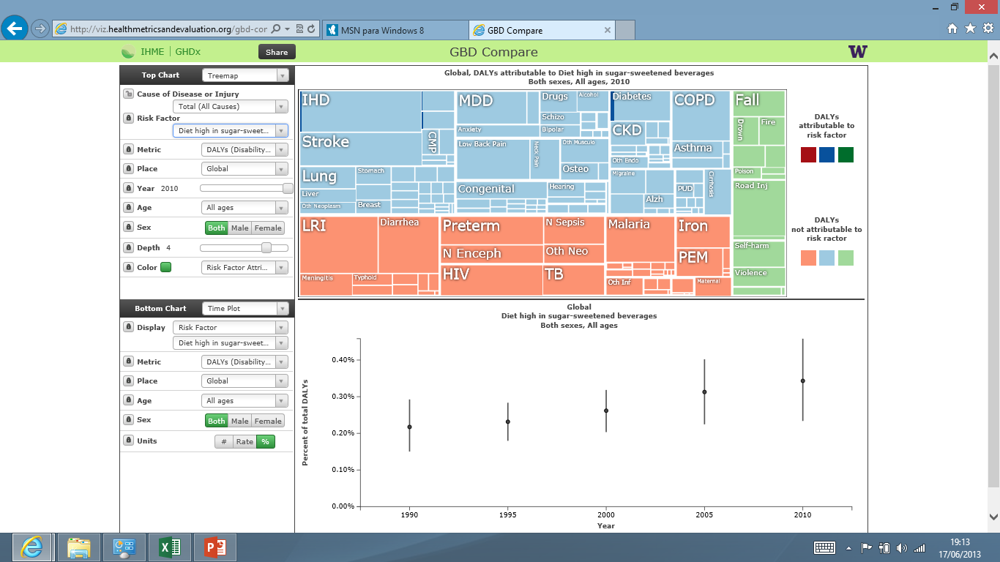 http://viz.healthmetricsandevaluation.org/gbd-cor
MSN para Windows 8
GBD Compare
IHME | GHDx
Share
GBD Compare
W
Top Chart
Treemap
Cause of Disease or Injury
Total (All Causes)
Risk Factor
Diet high in sugar-sweet...
Metric
DALYs (Disability...
Place
Global
Year 2010
Age
All ages
Sex
Both Male Female
Depth 4
Color
Risk Factor Attri...
Global, DALYs attributable to Diet high in sugar-sweetened beverages
Both sexes, All ages, 2010
IHD
Stroke
CMP
Lung
Stomach
Liver
Oth Neoplasm
Breast
MDD
Drugs
Alcohol
Schizo
Anxiety
Bipolar
Low Back Pain
Neck Pain
Oth Musculo
Osteo
Congenital
Hearing
Diabetes
CKD
Oth Endo
COPD
Asthma
Migraine
Alzh
PUD
Cirrhosis
Fall
Drown
Fire
Poison
Road Inj
Self-harm
Violence
LRI
Diarrhea
Meningitis
Typhoid
Preterm
N Sepsis
N Enceph
Oth Neo
HIV
TB
Malaria
Iron
PEM
Oth Inf
Maternal
DALYs
attributable to
risk factor
DALYs
not attributable to
risk ractor
Bottom Chart
Time Plot
Display
Risk Factor
Diet high in sugar-sweet...
Metric
DALYs (Disability...
Place
Global
Age
All ages
Sex
Both Male Female
Units
# Rate %
Global
Diet high in sugar-sweetened beverages
Both sexes, All ages
Percent of total DALYs
0.40%
0.30%
0.20%
0.10%
0.00%
1990 1995 2000 2005 2010
Year
19:13
17/06/2013